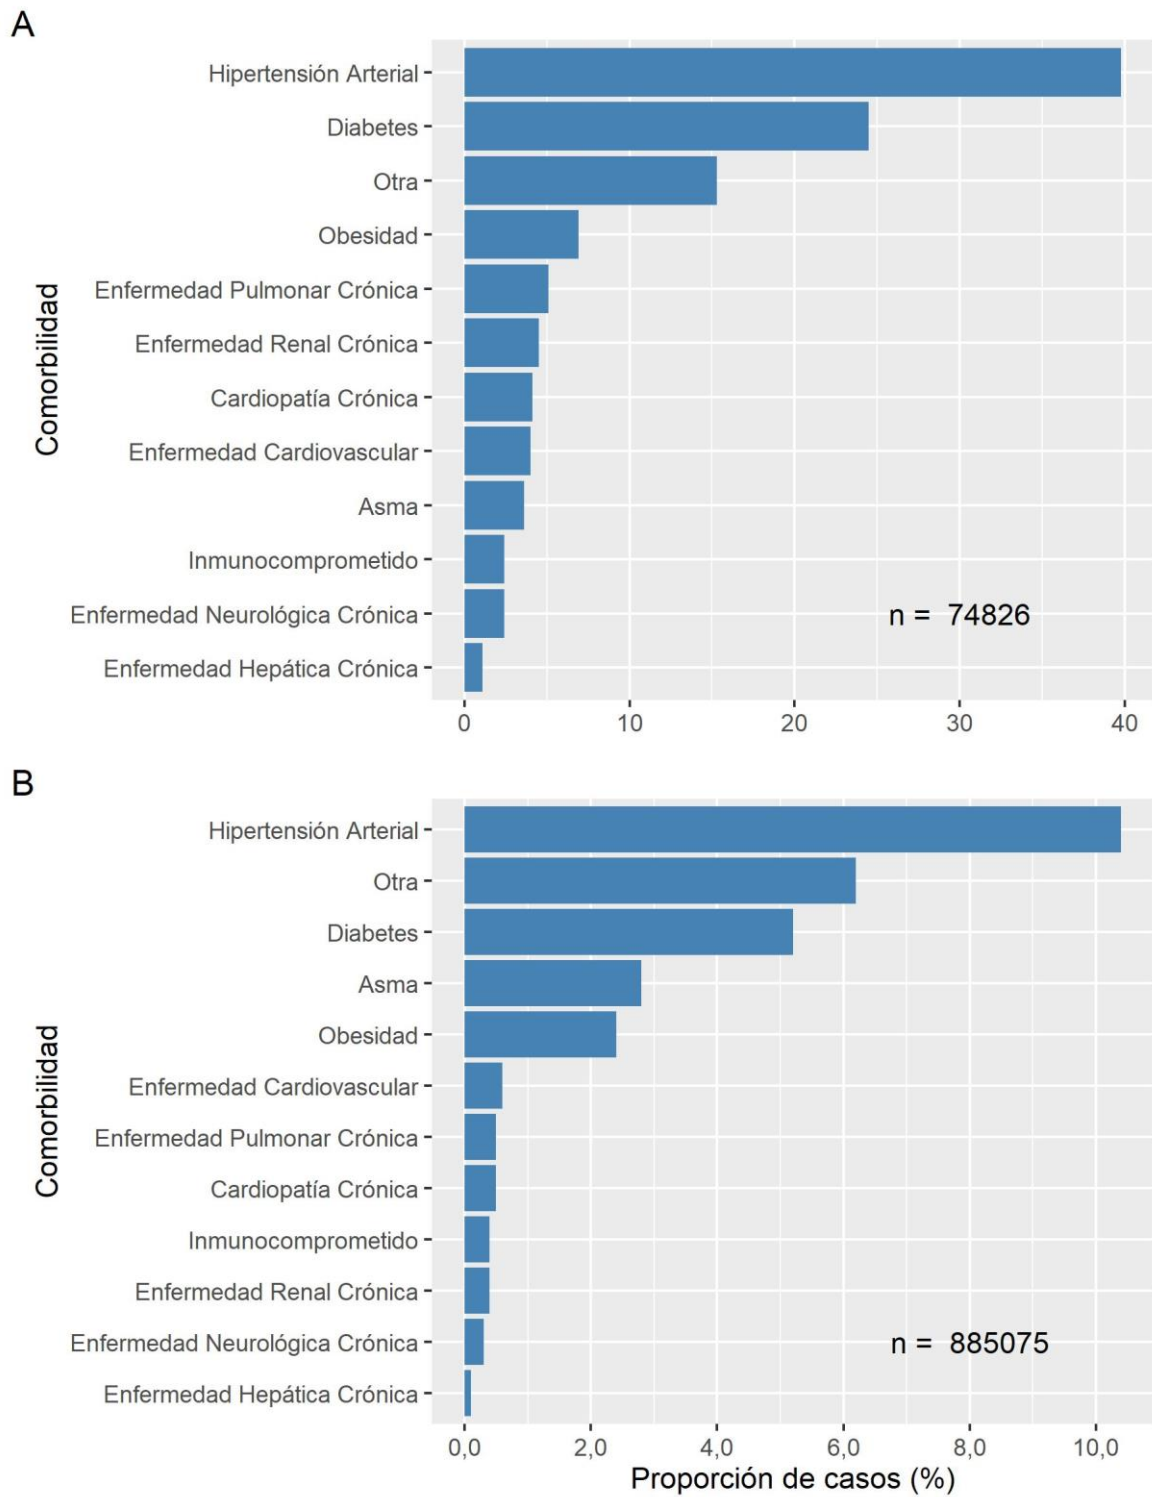 A
Hipertensión Arterial
Diabetes
Otra
Obesidad
Enfermedad Pulmonar Crónica
Enfermedad Renal Crónica
Cardiopatía Crónica
Enfermedad Cardiovascular
Asma
Inmunocomprometido
Enfermedad Neurológica Crónica
Enfermedad Hepática Crónica
Comorbilidad
n = 74826
0 10 20 30 40
B
Hipertensión Arterial
Otra
Diabetes
Asma
Obesidad
Enfermedad Cardiovascular
Enfermedad Pulmonar Crónica
Cardiopatía Crónica
Inmunocomprometido
Enfermedad Renal Crónica
Enfermedad Neurológica Crónica
Enfermedad Hepática Crónica
Comorbilidad
n = 885075
0,0 2,0 4,0 6,0 8,0 10,0
Proporción de casos (%)